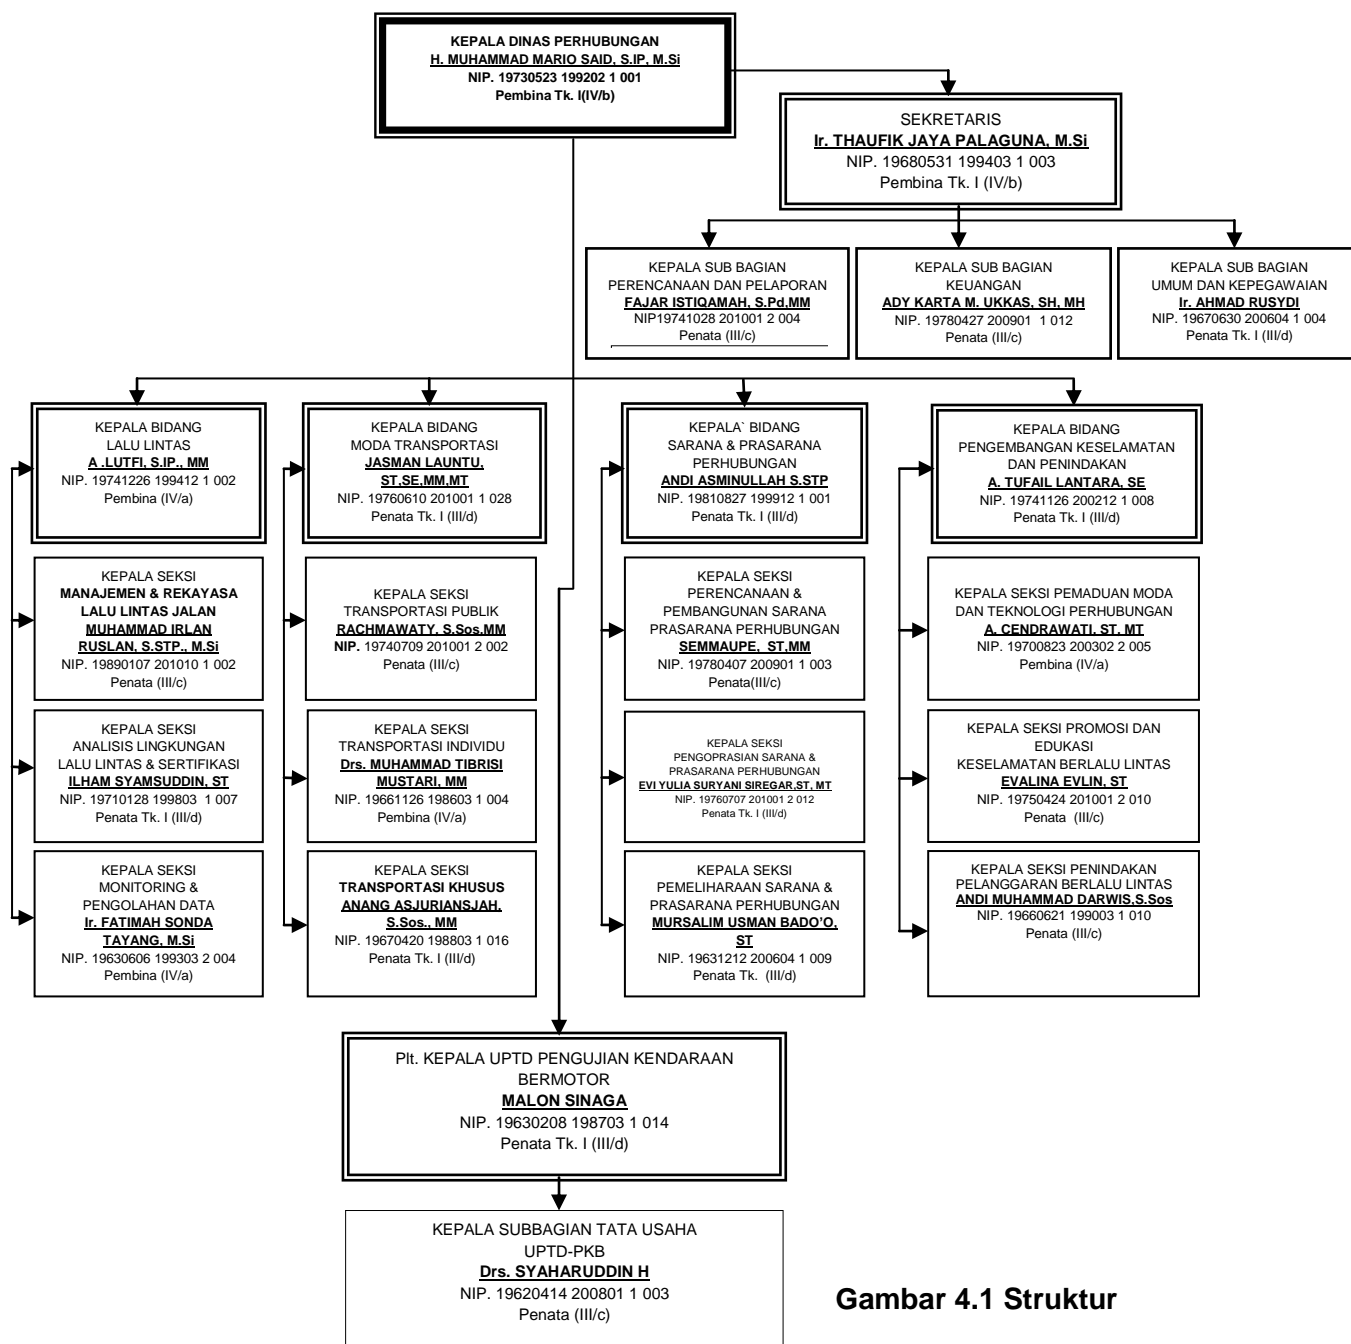 KEPALA DINAS PERHUBUNGAN
H. MUHAMMAD MARIO SAID, S.IP, M.Si
NIP. 19730523 199202 1 001
Pembina Tk. I(IV/b)
SEKRETARIS
Ir. THAUFIK JAYA PALAGUNA, M.Si
NIP. 19680531 199403 1 003
Pembina Tk. I (IV/b)
KEPALA SUB BAGIAN
PERENCANAAN DAN PELAPORAN
FAJAR ISTIQAMAH, S.Pd,MM
NIP19741028 201001 2 004
Penata (III/c)
KEPALA SUB BAGIAN
KEUANGAN
ADY KARTA M. UKKAS, SH, MH
NIP. 19780427 200901  1 012
Penata (III/c)
KEPALA SUB BAGIAN
UMUM DAN KEPEGAWAIAN
Ir. AHMAD RUSYDI
NIP. 19670630 200604 1 004
Penata Tk. I (III/d)
KEPALA BIDANG
LALU LINTAS
A .LUTFI, S.IP., MM
NIP. 19741226 199412 1 002
Pembina (IV/a)
KEPALA BIDANG
MODA TRANSPORTASI
JASMAN LAUNTU,
ST,SE,MM,MT
NIP. 19760610 201001 1 028
Penata Tk. I (III/d)
KEPALA` BIDANG
SARANA & PRASARANA
PERHUBUNGAN
ANDI ASMINULLAH S.STP
NIP. 19810827 199912 1 001
Penata Tk. I (III/d)
KEPALA BIDANG
PENGEMBANGAN KESELAMATAN
DAN PENINDAKAN
A. TUFAIL LANTARA, SE
NIP. 19741126 200212 1 008
Penata Tk. I (III/d)
KEPALA SEKSI
MANAJEMEN & REKAYASA
LALU LINTAS JALAN
MUHAMMAD IRLAN
RUSLAN, S.STP., M.Si
NIP. 19890107 201010 1 002
Penata (III/c)
KEPALA SEKSI
TRANSPORTASI PUBLIK
RACHMAWATY, S.Sos,MM
NIP. 19740709 201001 2 002
Penata (III/c)
KEPALA SEKSI
PERENCANAAN &
PEMBANGUNAN SARANA
PRASARANA PERHUBUNGAN
SEMMAUPE,  ST,MM
NIP. 19780407 200901 1 003
Penata(III/c)
KEPALA SEKSI PEMADUAN MODA
DAN TEKNOLOGI PERHUBUNGAN
A. CENDRAWATI, ST, MT
NIP. 19700823 200302 2 005
Pembina (IV/a)
KEPALA SEKSI
ANALISIS LINGKUNGAN
LALU LINTAS & SERTIFIKASI
ILHAM SYAMSUDDIN, ST
NIP. 19710128 199803  1 007
Penata Tk. I (III/d)
KEPALA SEKSI
TRANSPORTASI INDIVIDU
Drs. MUHAMMAD TIBRISI
MUSTARI, MM
NIP. 19661126 198603 1 004
Pembina (IV/a)
KEPALA SEKSI
PENGOPRASIAN SARANA &
PRASARANA PERHUBUNGAN
EVI YULIA SURYANI SIREGAR,ST, MT
NIP. 19760707 201001 2 012
Penata Tk. I (III/d)
KEPALA SEKSI PROMOSI DAN
EDUKASI
KESELAMATAN BERLALU LINTAS
EVALINA EVLIN, ST
NIP. 19750424 201001 2 010
Penata  (III/c)
KEPALA SEKSI
MONITORING &
PENGOLAHAN DATA
Ir. FATIMAH SONDA
TAYANG, M.Si
NIP. 19630606 199303 2 004
Pembina (IV/a)
KEPALA SEKSI
TRANSPORTASI KHUSUS
ANANG ASJURIANSJAH,
S.Sos., MM
NIP. 19670420 198803 1 016
Penata Tk. I (III/d)
KEPALA SEKSI
PEMELIHARAAN SARANA &
PRASARANA PERHUBUNGAN
MURSALIM USMAN BADO’O,
ST
NIP. 19631212 200604 1 009
Penata Tk.  (III/d)
KEPALA SEKSI PENINDAKAN
PELANGGARAN BERLALU LINTAS
ANDI MUHAMMAD DARWIS,S.Sos
NIP. 19660621 199003 1 010
Penata (III/c)
Plt. KEPALA UPTD PENGUJIAN KENDARAAN
BERMOTOR
MALON SINAGA
NIP. 19630208 198703 1 014
Penata Tk. I (III/d)
KEPALA SUBBAGIAN TATA USAHA
UPTD-PKB
Drs. SYAHARUDDIN H
NIP. 19620414 200801 1 003
Penata (III/c)
Gambar 4.1 Struktur